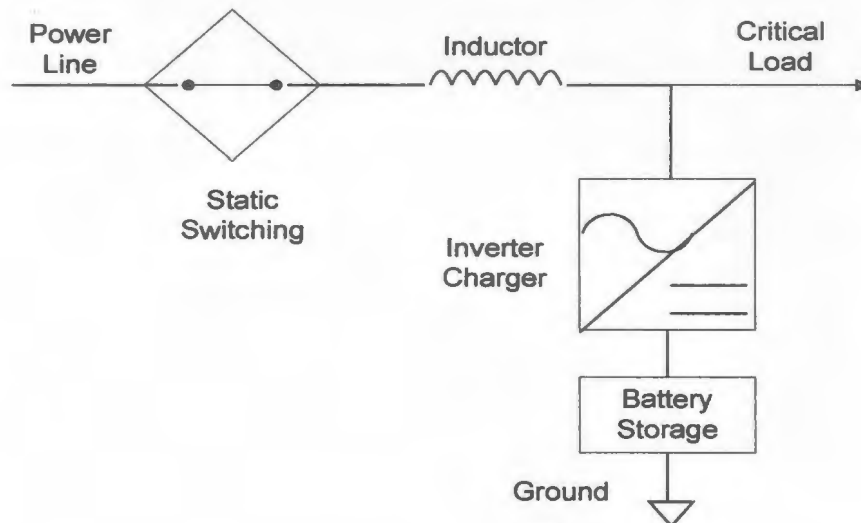 Power
Line
Inductor
Critical
Load
Static
Switching
Inverter
Charger
Battery
Storage
Ground